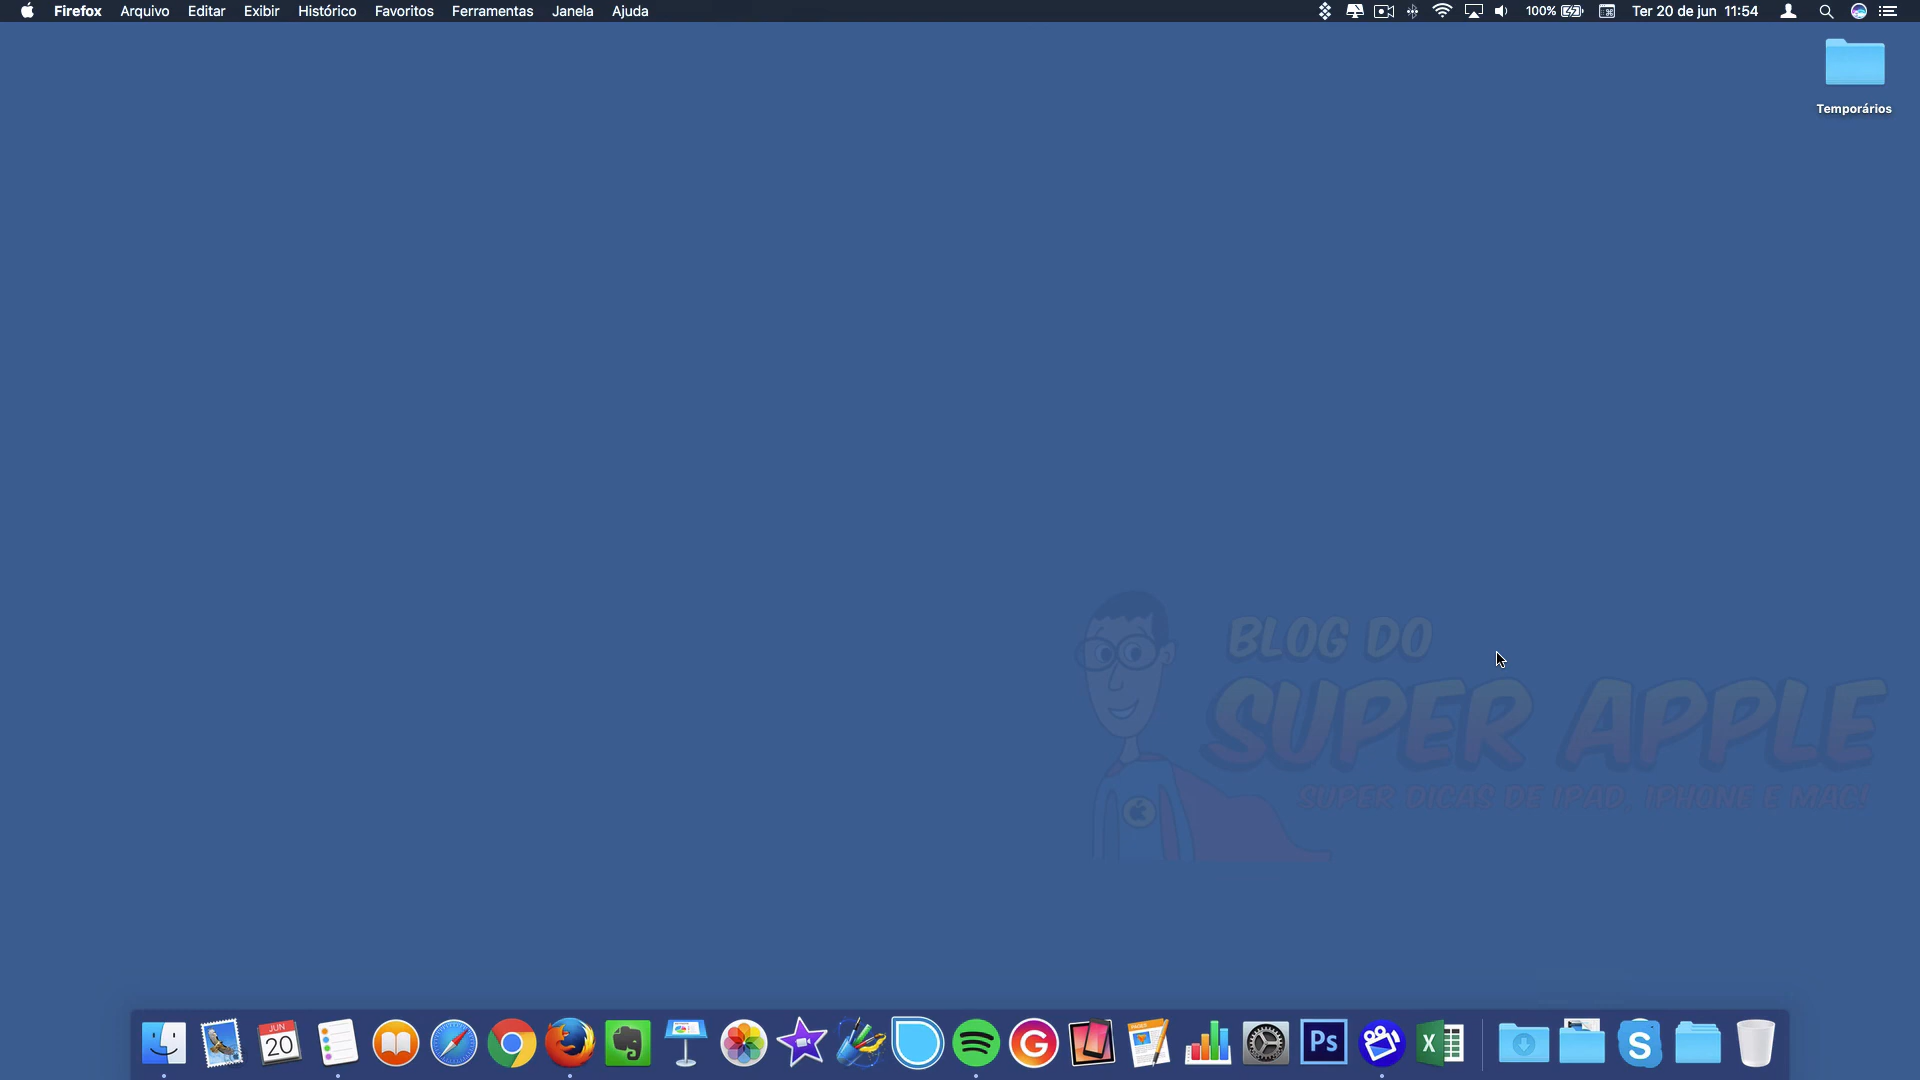 Firefox Arquivo Editar Exibir Histórico Favoritos Ferramentas Janela Ajuda 100% Ter 20 de jun 11:54
Temporários
BLOG DO
SUPER APPLE
SUPER DICAS DE IPAD, IPHONE E MAC!
JUN
20
PAGES
Ps